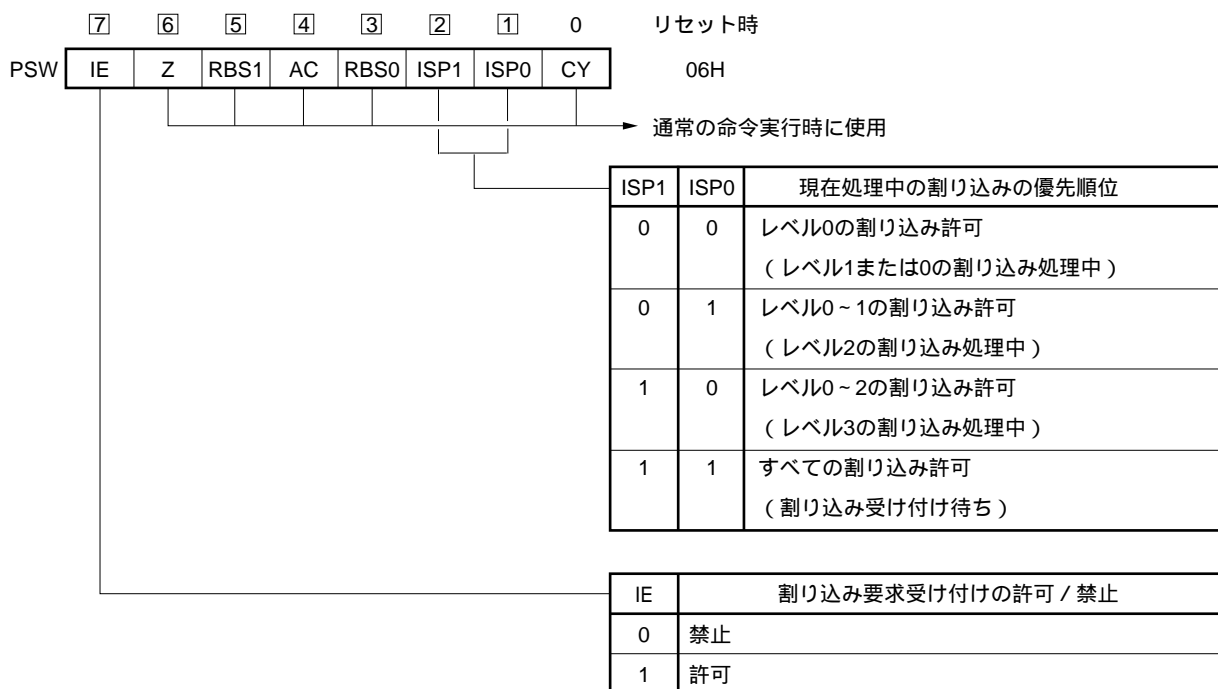 7 6 5 4 3 2 1 0 リセット時
PSW IE Z RBS1 AC RBS0 ISP1 ISP0 CY 06H
通常の命令実行時に使用
ISP1 ISP0 現在処理中の割り込みの優先順位
0 0 レベル0の割り込み許可
(レベル1または0の割り込み処理中)
0 1 レベル0~1の割り込み許可
(レベル2の割り込み処理中)
1 0 レベル0~2の割り込み許可
(レベル3の割り込み処理中)
1 1 すべての割り込み許可
(割り込み受け付け待ち)
IE 割り込み要求受け付けの許可/禁止
0 禁止
1 許可